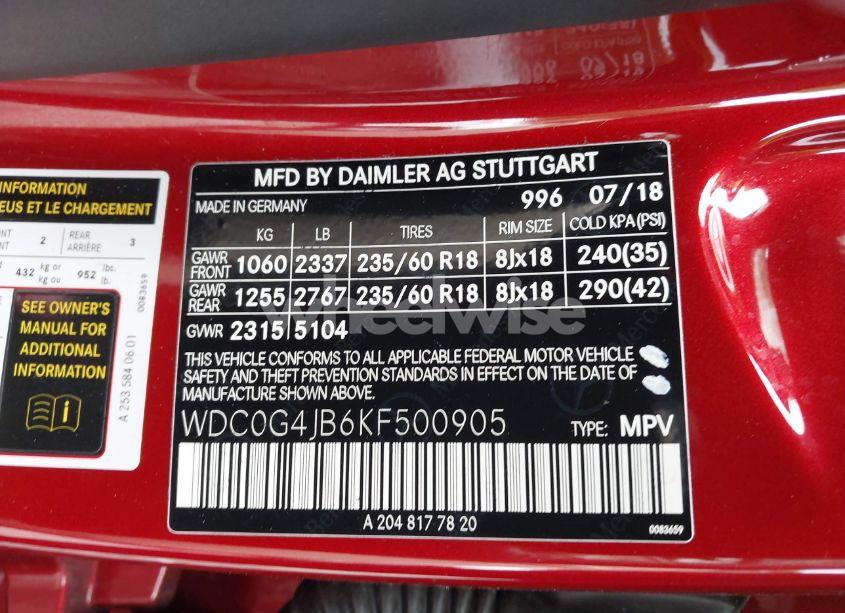 MFD BY DAIMLER AG STUTTGART
MADE IN GERMANY 996 07/18
KG LB TIRES RIM SIZE COLD KPA(PSI)
GAWR FRONT 1060 2337 235/60 R18 8Jx18 240(35)
GAWR REAR 1255 2767 235/60 R18 8Jx18 290(42)
GVWR 2315 5104
THIS VEHICLE CONFORMS TO ALL APPLICABLE FEDERAL MOTOR VEHICLE
SAFETY AND THEFT PREVENTION STANDARDS IN EFFECT ON THE DATE OF
MANUFACTURE SHOWN ABOVE.
WDC0G4JB6KF500905 TYPE: MPV
A 204 817 78 20 0083659
INFORMATION
EUS ET LE CHARGEMENT
2 REAR ARRIÈRE 3
432 kg or kg ou 952 lbs. lb.
SEE OWNER'S
MANUAL FOR
ADDITIONAL
INFORMATION
0083659
A 253 584 06 01
wheelwise